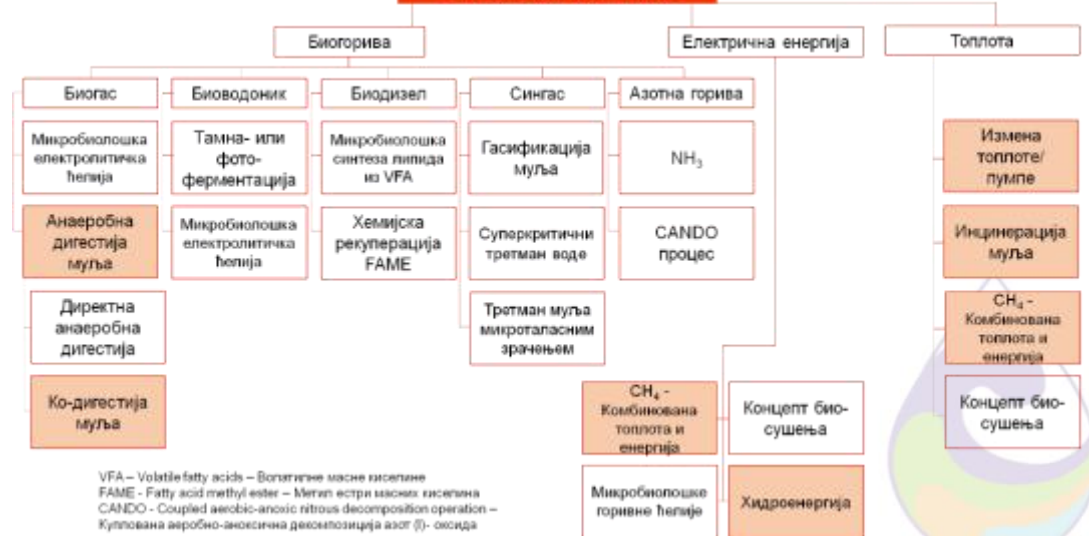 Биогорива
Електрична енергија
Топлота
Биогас
Биоводоник
Биодизел
Сингас
Азотна горива
Микробиолошка
електролитичка
ћелија
Тамна- или
фото-
ферментација
Микробиолошка
синтеза липида
из VFA
Гасификација
муља
NH₃
Измена
топлоте/
пумпе
Анаеробна
дигестија
муља
Микробиолошка
електролитичка
ћелија
Хемијска
рекуперација
FAME
Суперкритични
третман воде
CANDO
процес
Инцинерација
муља
Директна
анаеробна
дигестија
Третман муља
микроталасним
зрачењем
CH₄ -
Комбинована
топлота и
енергија
Ко-дигестија
муља
CH₄ -
Комбинована
топлота и
енергија
Концепт био-
сушења
Концепт био-
сушења
Микробиолошке
горивне ћелије
Хидроенергија
VFA – Volatile fatty acids – Волатилне масне киселине
FAME - Fatty acid methyl ester – Метил естри масних киселина
CANDO - Coupled aerobic-anoxic nitrous decomposition operation –
Куплована аеробно-аноксична декомпозиција азот (I)- оксида